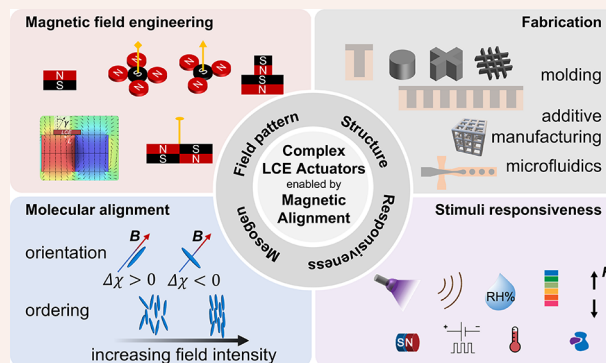 Magnetic field engineering
N
S
N
N
N
S
N
N
N
S
S
N
N
S
γ
N
S
S
N
Fabrication
molding
additive
manufacturing
microfluidics
Field pattern
Structure
Complex
LCE Actuators
enabled by
Magnetic
Alignment
Mesogen
Responsiveness
Molecular alignment
orientation
B
Δχ > 0
B
Δχ < 0
ordering
increasing field intensity
Stimuli responsiveness
RH%
SN
+
-